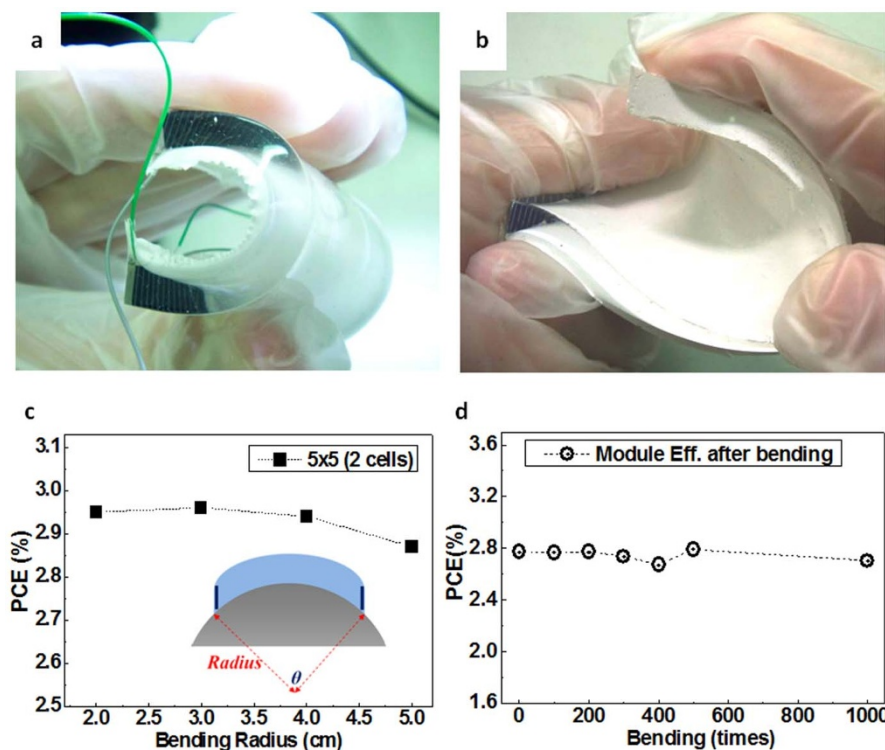 a
b
c
3.1
3.0
2.9
2.8
2.7
2.6
2.5
PCE (%)
5x5 (2 cells)
Radius
θ
2.0 2.5 3.0 3.5 4.0 4.5 5.0
Bending Radius (cm)
d
3.6
3.2
2.8
2.4
2.0
1.6
PCE(%)
Module Eff. after bending
0 200 400 600 800 1000
Bending (times)